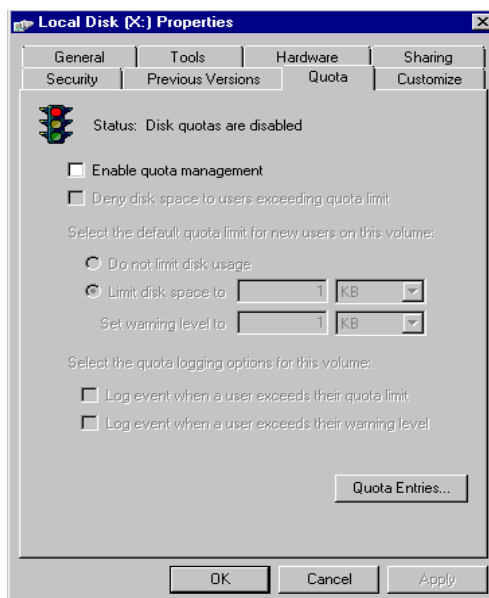 Local Disk (X:) Properties
General Tools Hardware Sharing
Security Previous Versions Quota Customize
Status: Disk quotas are disabled
Enable quota management
Deny disk space to users exceeding quota limit
Select the default quota limit for new users on this volume:
Do not limit disk usage
Limit disk space to 1 KB
Set warning level to 1 KB
Select the quota logging options for this volume:
Log event when a user exceeds their quota limit
Log event when a user exceeds their warning level
Quota Entries...
OK Cancel Apply